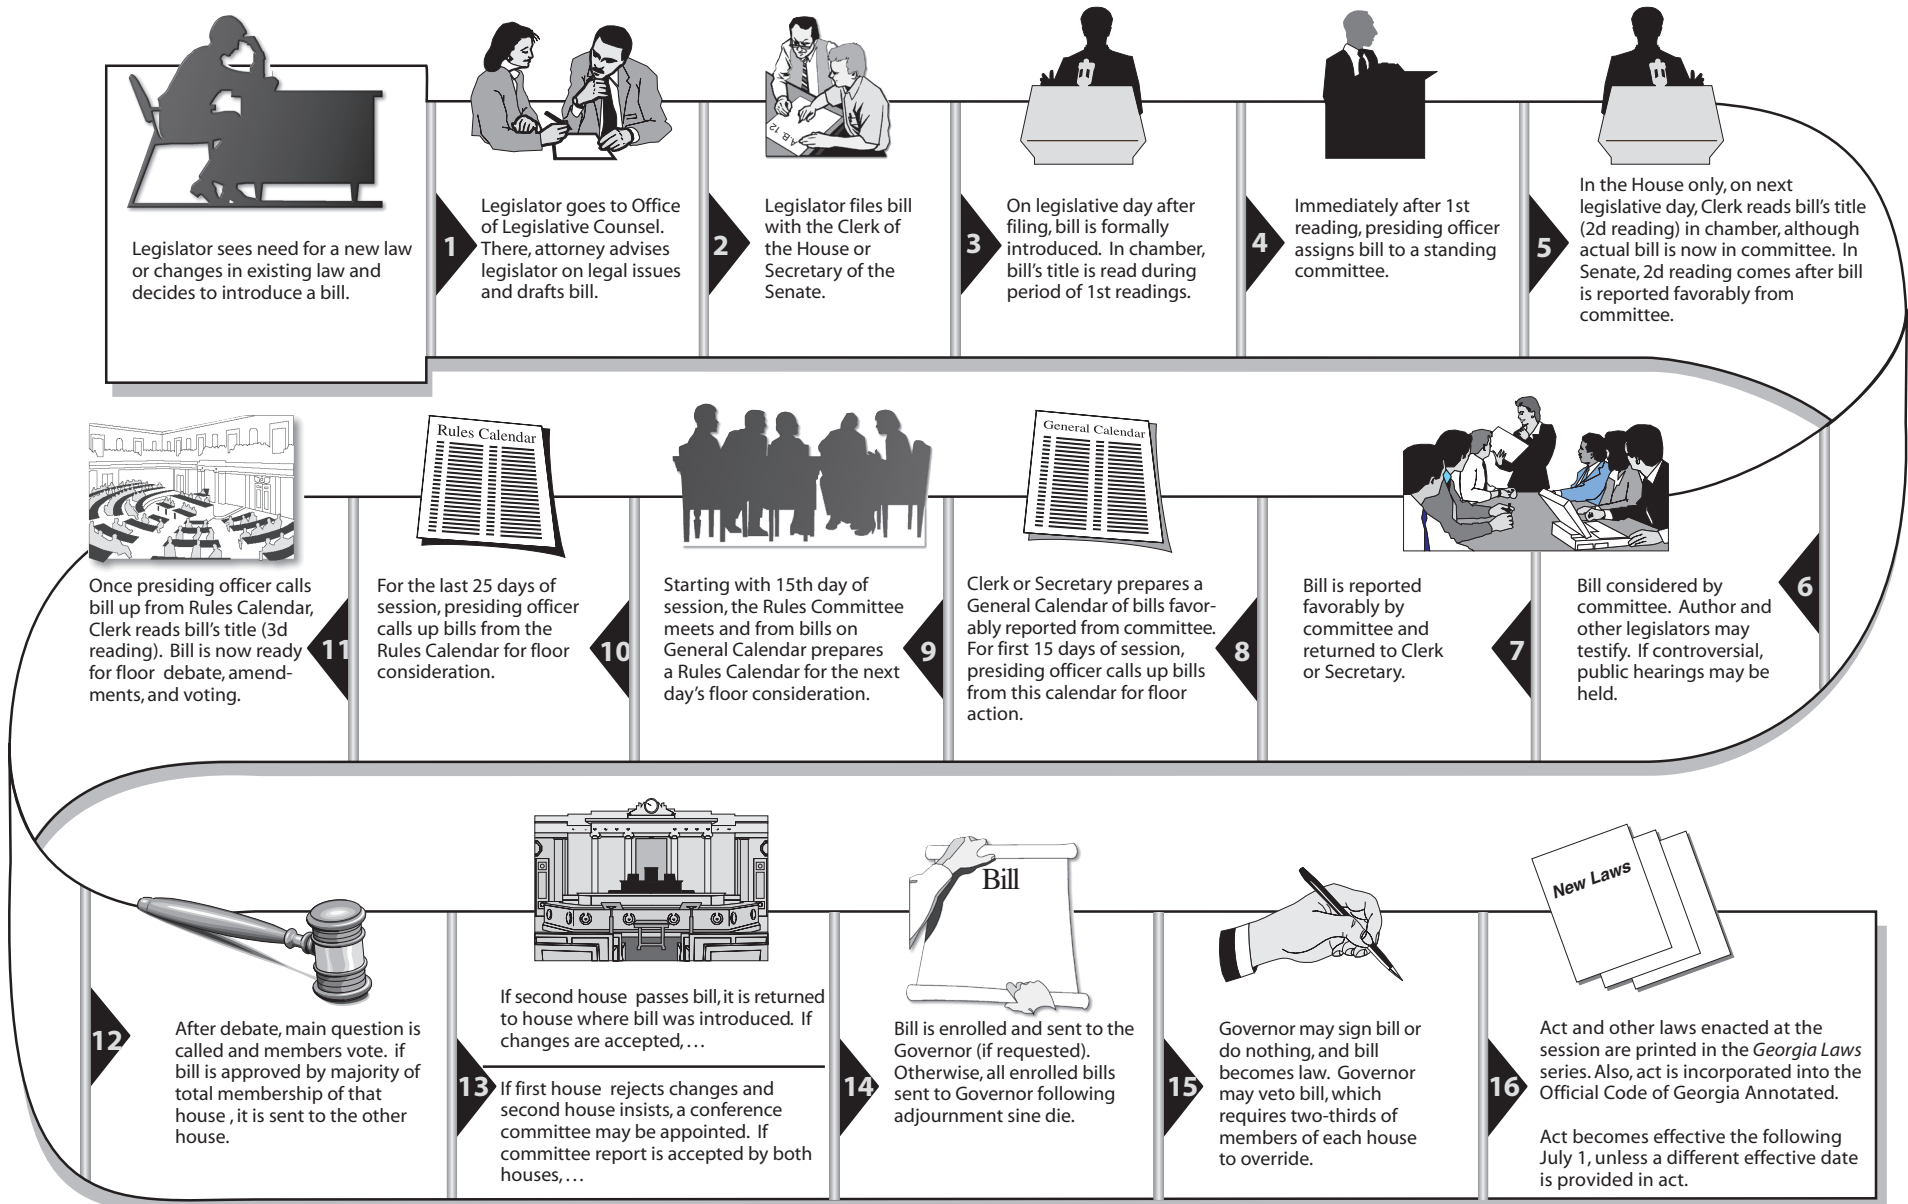 Legislator sees need for a new law
or changes in existing law and
decides to introduce a bill.
1
Legislator goes to Office
of Legislative Counsel.
There, attorney advises
legislator on legal issues
and drafts bill.
A.B. 12
2
Legislator files bill
with the Clerk of
the House or
Secretary of the
Senate.
3
On legislative day after
filing, bill is formally
introduced. In chamber,
bill's title is read during
period of 1st readings.
4
Immediately after 1st
reading, presiding officer
assigns bill to a standing
committee.
5
In the House only, on next
legislative day, Clerk reads bill's title
(2d reading) in chamber, although
actual bill is now in committee. In
Senate, 2d reading comes after bill
is reported favorably from
committee.
6
Bill considered by
committee. Author and
other legislators may
testify. If controversial,
public hearings may be
held.
7
Bill is reported
favorably by
committee and
returned to Clerk
or Secretary.
General Calendar
8
Clerk or Secretary prepares a
General Calendar of bills favor-
ably reported from committee.
For first 15 days of session,
presiding officer calls up bills
from this calendar for floor
action.
9
Starting with 15th day of
session, the Rules Committee
meets and from bills on
General Calendar prepares
a Rules Calendar for the next
day's floor consideration.
Rules Calendar
10
For the last 25 days of
session, presiding officer
calls up bills from the
Rules Calendar for floor
consideration.
11
Once presiding officer calls
bill up from Rules Calendar,
Clerk reads bill's title (3d
reading). Bill is now ready
for floor debate, amend-
ments, and voting.
12
After debate, main question is
called and members vote. if
bill is approved by majority of
total membership of that
house , it is sent to the other
house.
13
If second house passes bill, it is returned
to house where bill was introduced. If
changes are accepted, . . .
If first house rejects changes and
second house insists, a conference
committee may be appointed. If
committee report is accepted by both
houses, . . .
Bill
14
Bill is enrolled and sent to the
Governor (if requested).
Otherwise, all enrolled bills
sent to Governor following
adjournment sine die.
15
Governor may sign bill or
do nothing, and bill
becomes law. Governor
may veto bill, which
requires two-thirds of
members of each house
to override.
New Laws
16
Act and other laws enacted at the
session are printed in the Georgia Laws
series. Also, act is incorporated into the
Official Code of Georgia Annotated.
Act becomes effective the following
July 1, unless a different effective date
is provided in act.